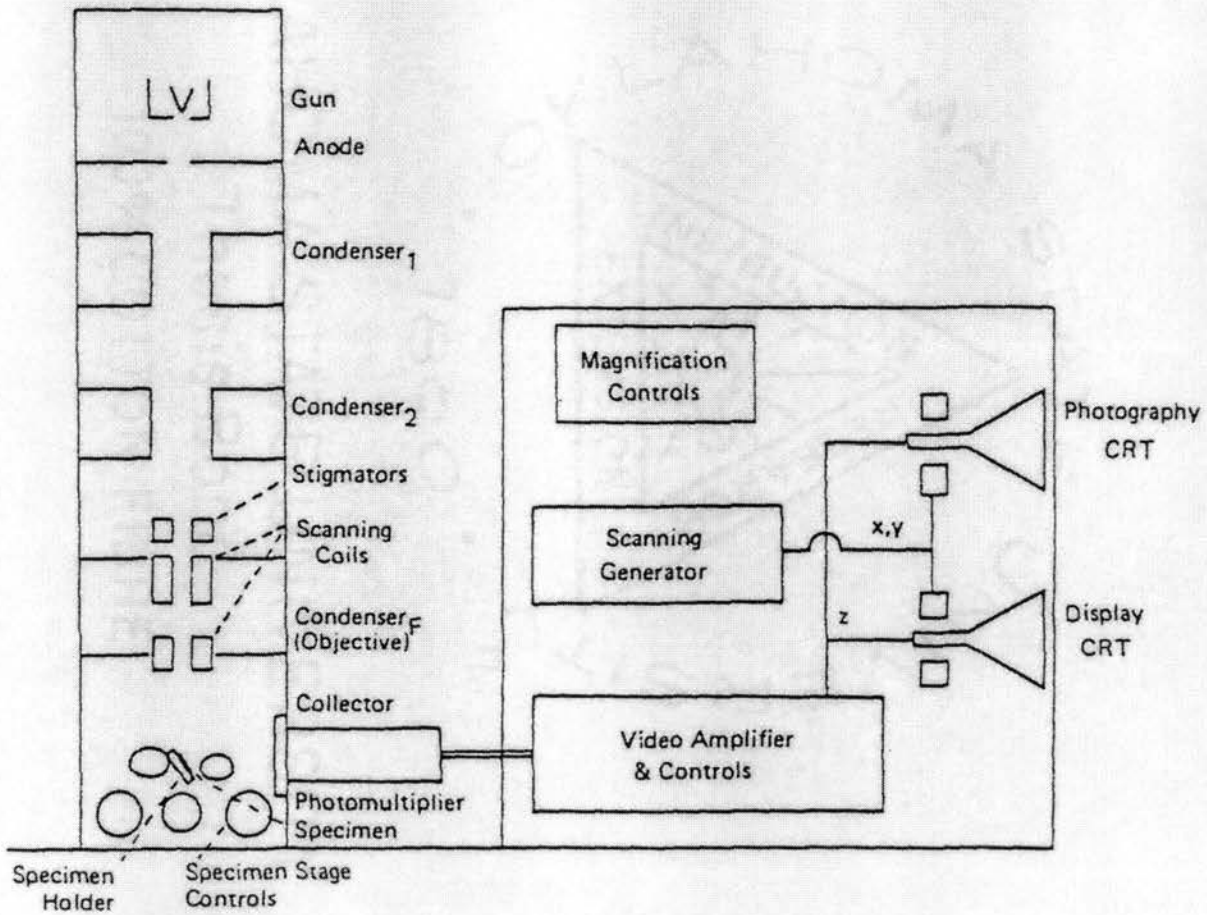 Gun
Anode
Condenser1
Condenser2
Stigmators
Scanning
Coils
CondenserF
(Objective)
Collector
Photomultiplier
Specimen
Specimen
Holder
Specimen Stage
Controls
Magnification
Controls
Scanning
Generator
x,y
z
Video Amplifier
& Controls
Photography
CRT
Display
CRT